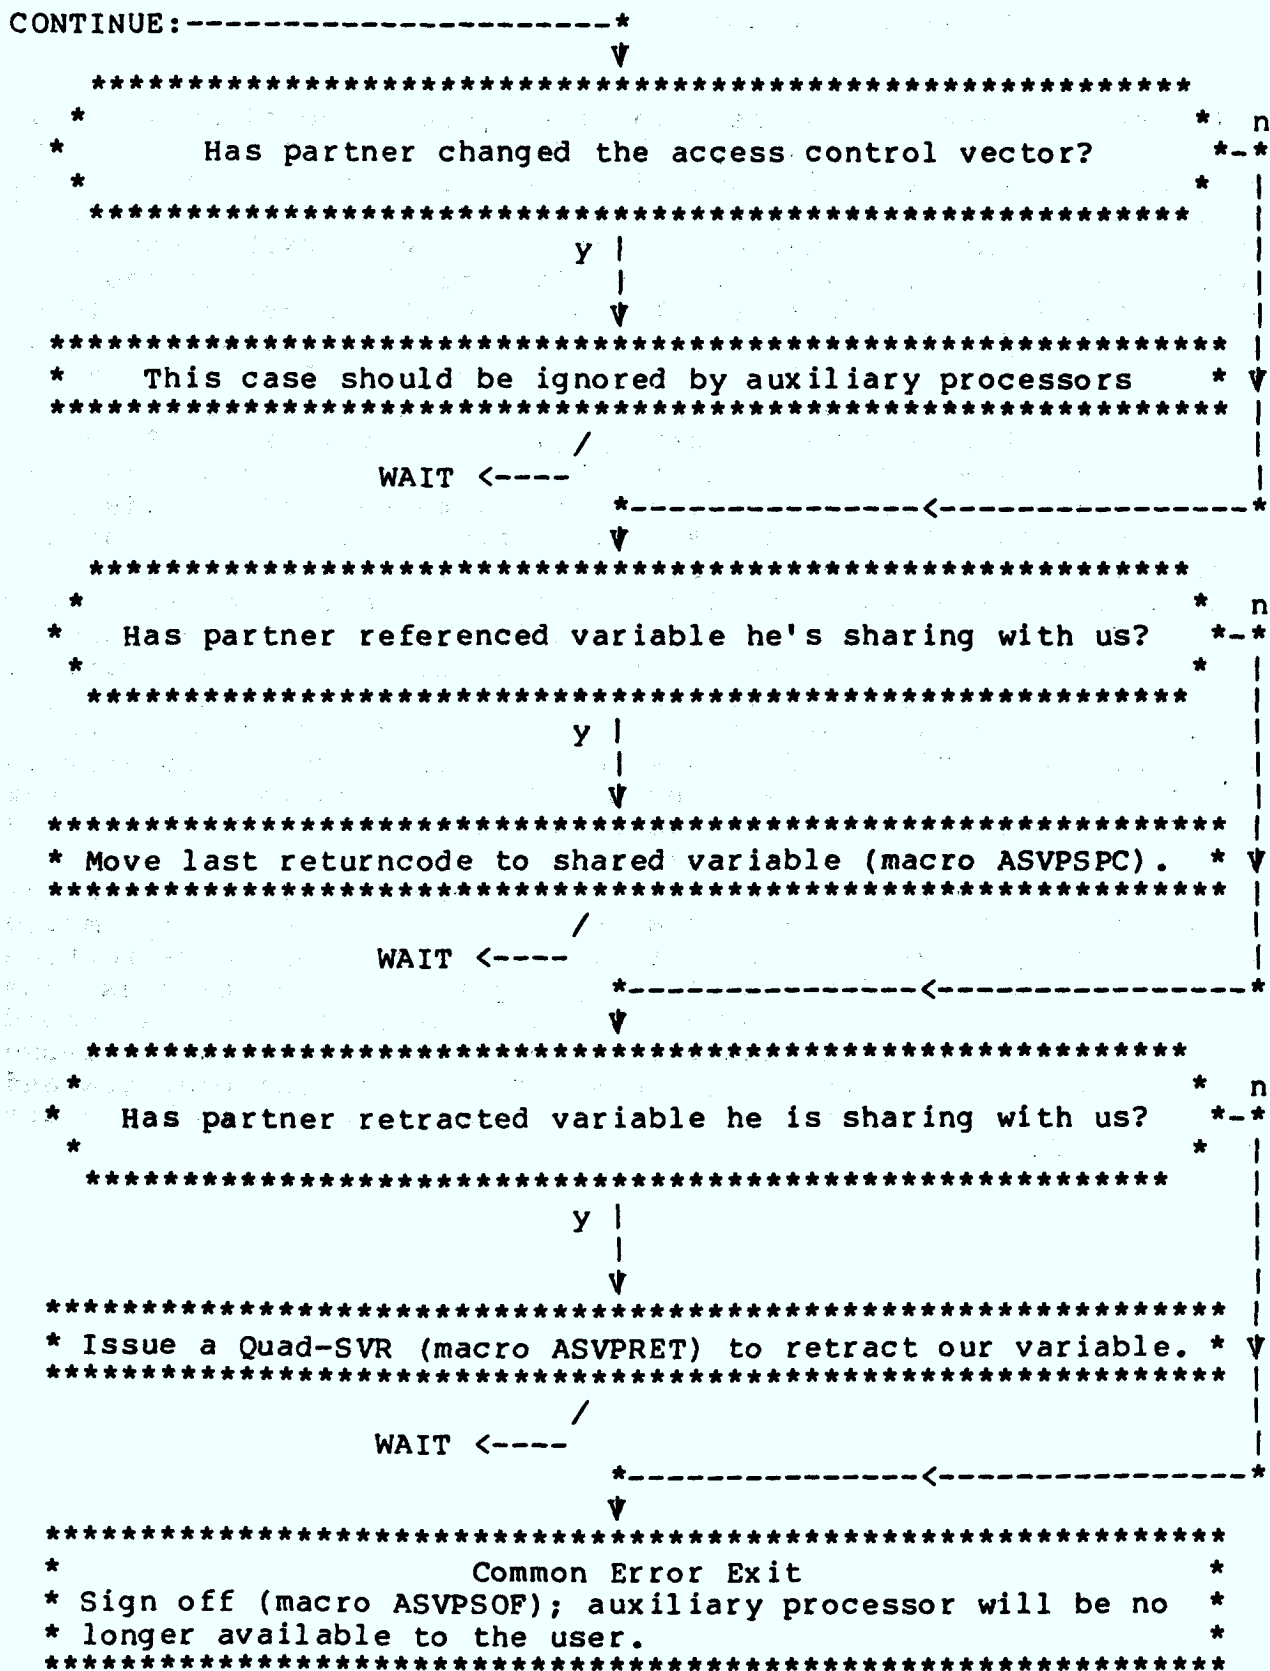 CONTINUE:----------------------*
n
Has partner changed the access control vector?
y
This case should be ignored by auxiliary processors
WAIT <----
n
Has partner referenced variable he's sharing with us?
y
* Move last returncode to shared variable (macro ASVPSPC). *
WAIT <----
n
Has partner retracted variable he is sharing with us?
y
* Issue a Quad-SVR (macro ASVPRET) to retract our variable. *
WAIT <----
* Common Error Exit *
* Sign off (macro ASVPSOF); auxiliary processor will be no *
* longer available to the user. *